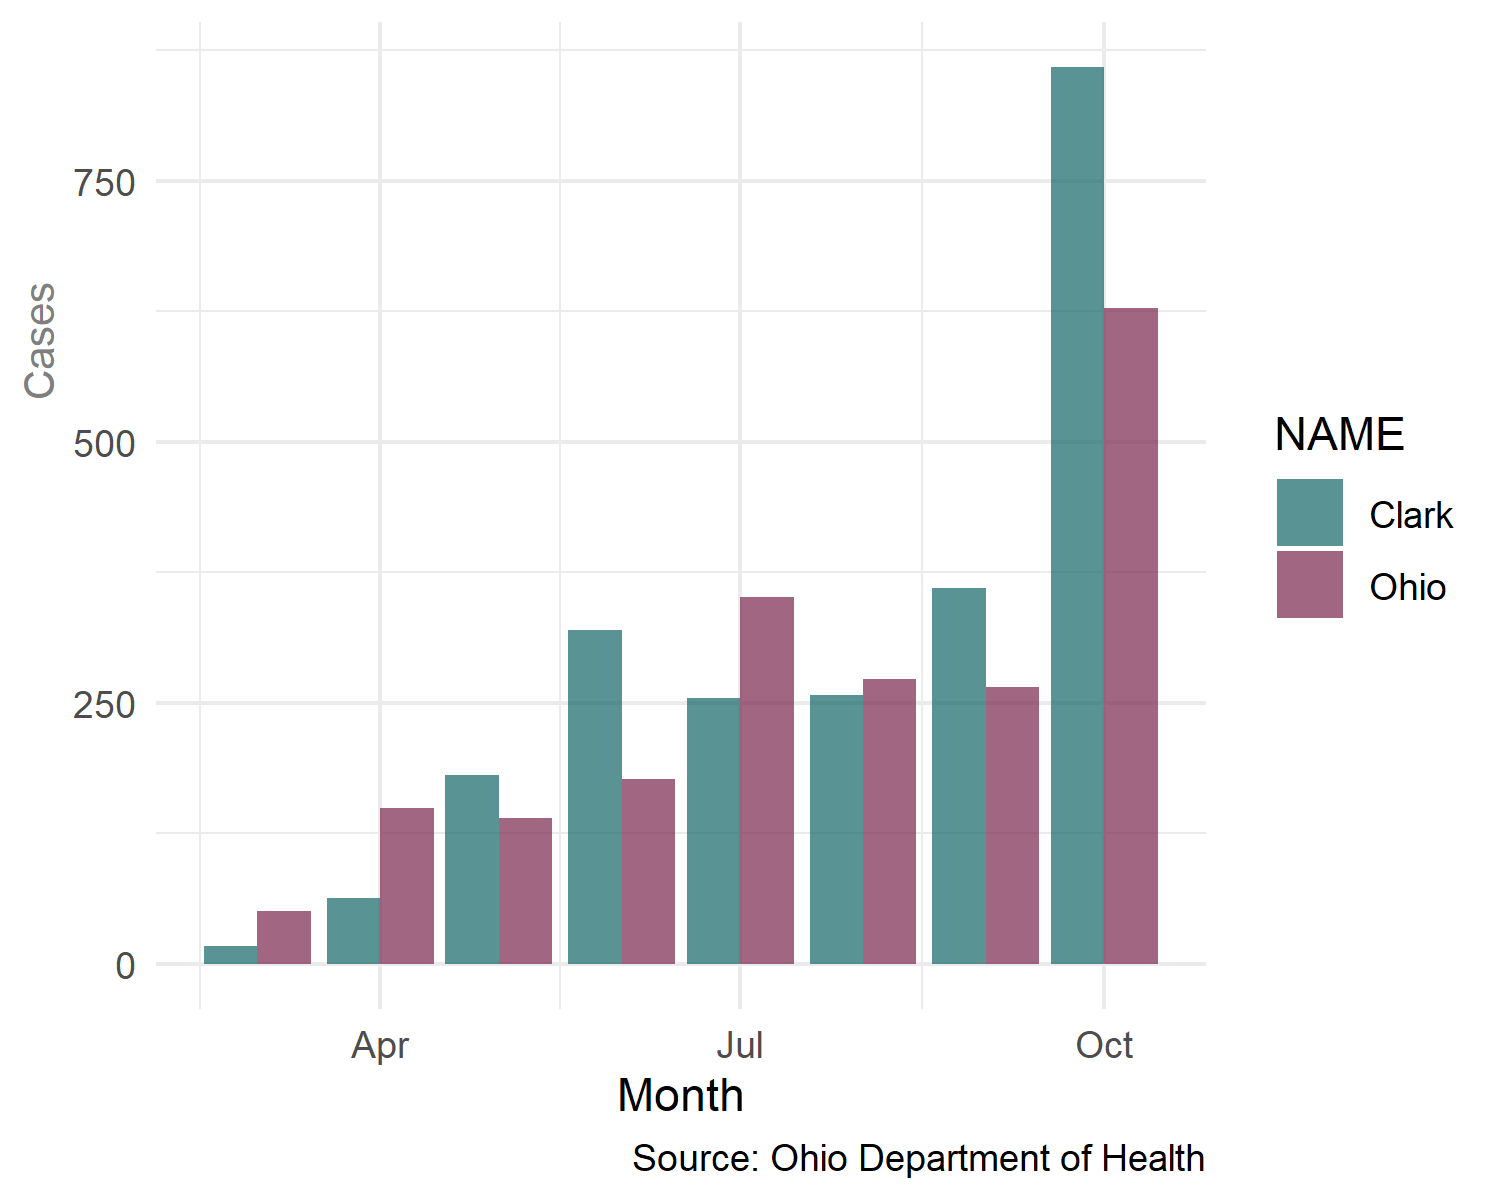 Cases
750
500
250
0
Apr Jul Oct
Month
Source: Ohio Department of Health
NAME
Clark
Ohio